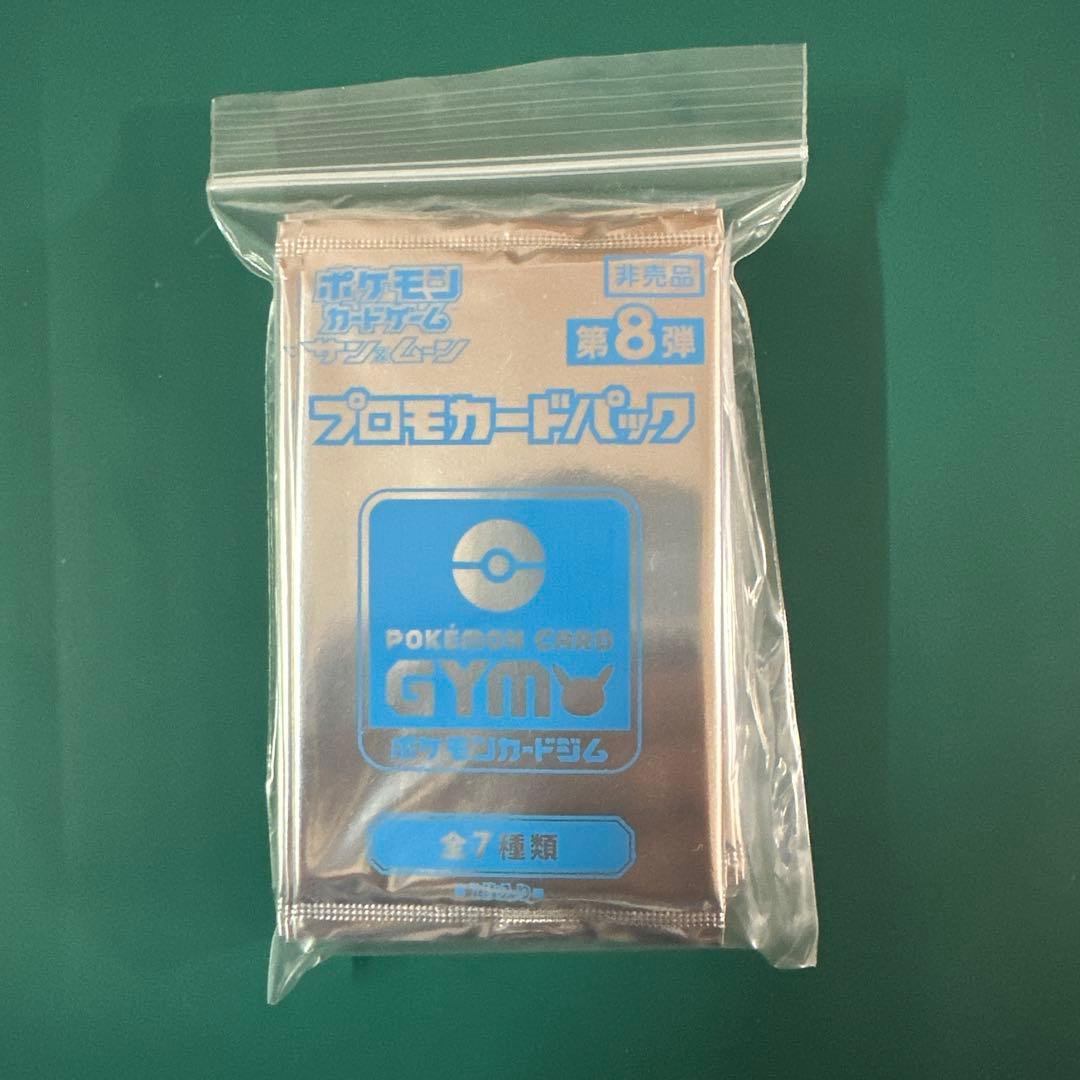 ポケモン
カードゲーム
サン&ムーン
非売品
第8弾
プロモカードパック
POKÉMON CARD
GYM
ポケモンカードジム
全7種類